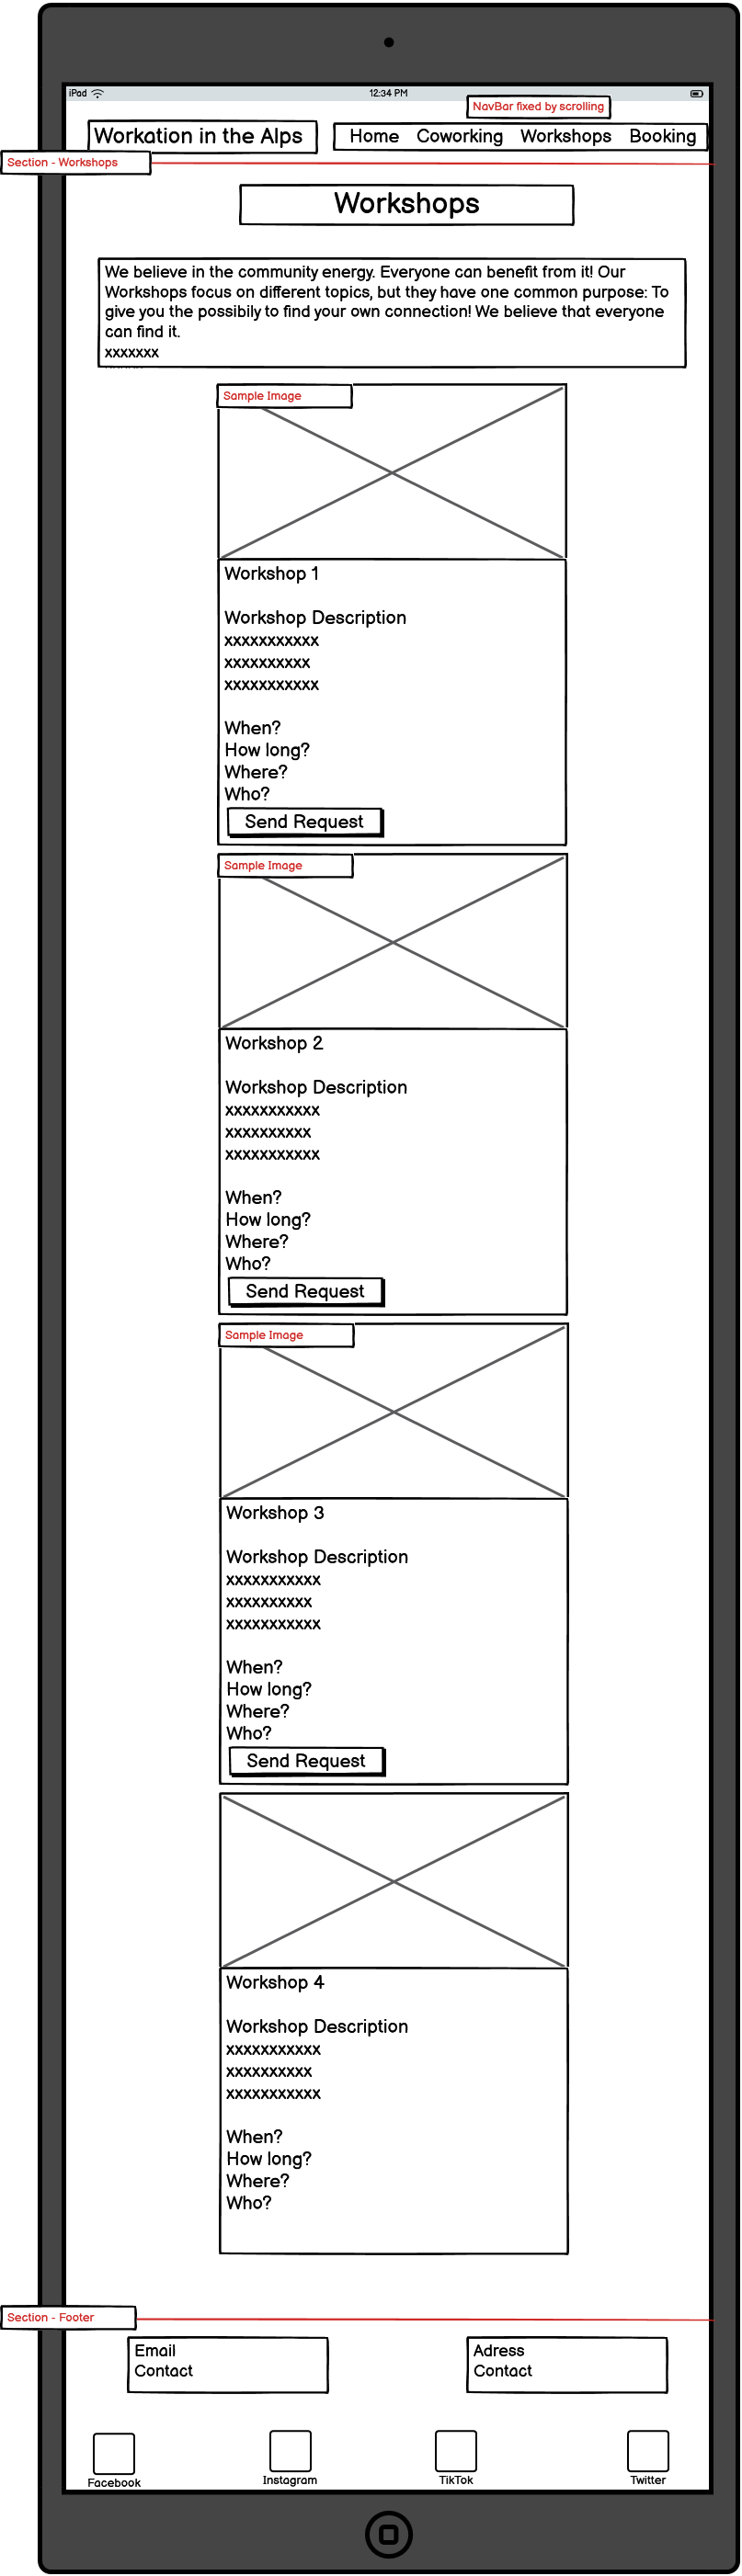 iPad
12:34 PM
NavBar fixed by scrolling
Workation in the Alps
Home Coworking Workshops Booking
Section - Workshops
Workshops
We believe in the community energy. Everyone can benefit from it! Our
Workshops focus on different topics, but they have one common purpose: To
give you the possibily to find your own connection! We believe that everyone
can find it.
xxxxxxx
Sample Image
Workshop 1
Workshop Description
xxxxxxxxxxx
xxxxxxxxxx
xxxxxxxxxxx
When?
How long?
Where?
Who?
Send Request
Sample Image
Workshop 2
Workshop Description
xxxxxxxxxxx
xxxxxxxxxx
xxxxxxxxxxx
When?
How long?
Where?
Who?
Send Request
Sample Image
Workshop 3
Workshop Description
xxxxxxxxxxx
xxxxxxxxxx
xxxxxxxxxxx
When?
How long?
Where?
Who?
Send Request
Workshop 4
Workshop Description
xxxxxxxxxxx
xxxxxxxxxx
xxxxxxxxxxx
When?
How long?
Where?
Who?
Section - Footer
Email
Contact
Adress
Contact
Facebook
Instagram
TikTok
Twitter